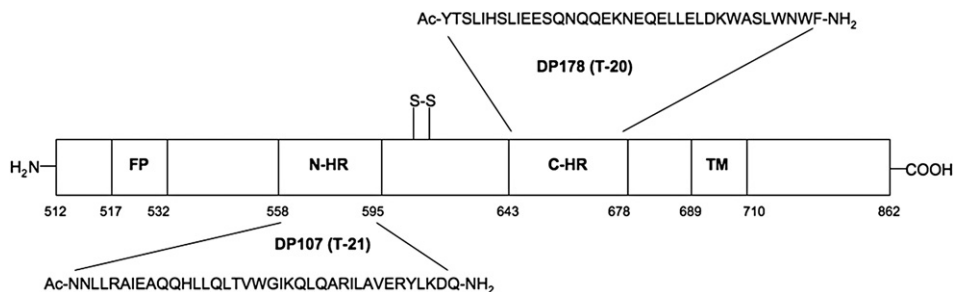 Ac-YTSLIHSLIEESQNQQEKNEQELLELDKWASLWNWF-NH2
DP178 (T-20)
S-S
H2N
FP
N-HR
C-HR
TM
COOH
512
517
532
558
595
643
678
689
710
862
DP107 (T-21)
Ac-NNLLRAIEAQQHLLQLTVWGIKQLQARILAVERYLKDQ-NH2